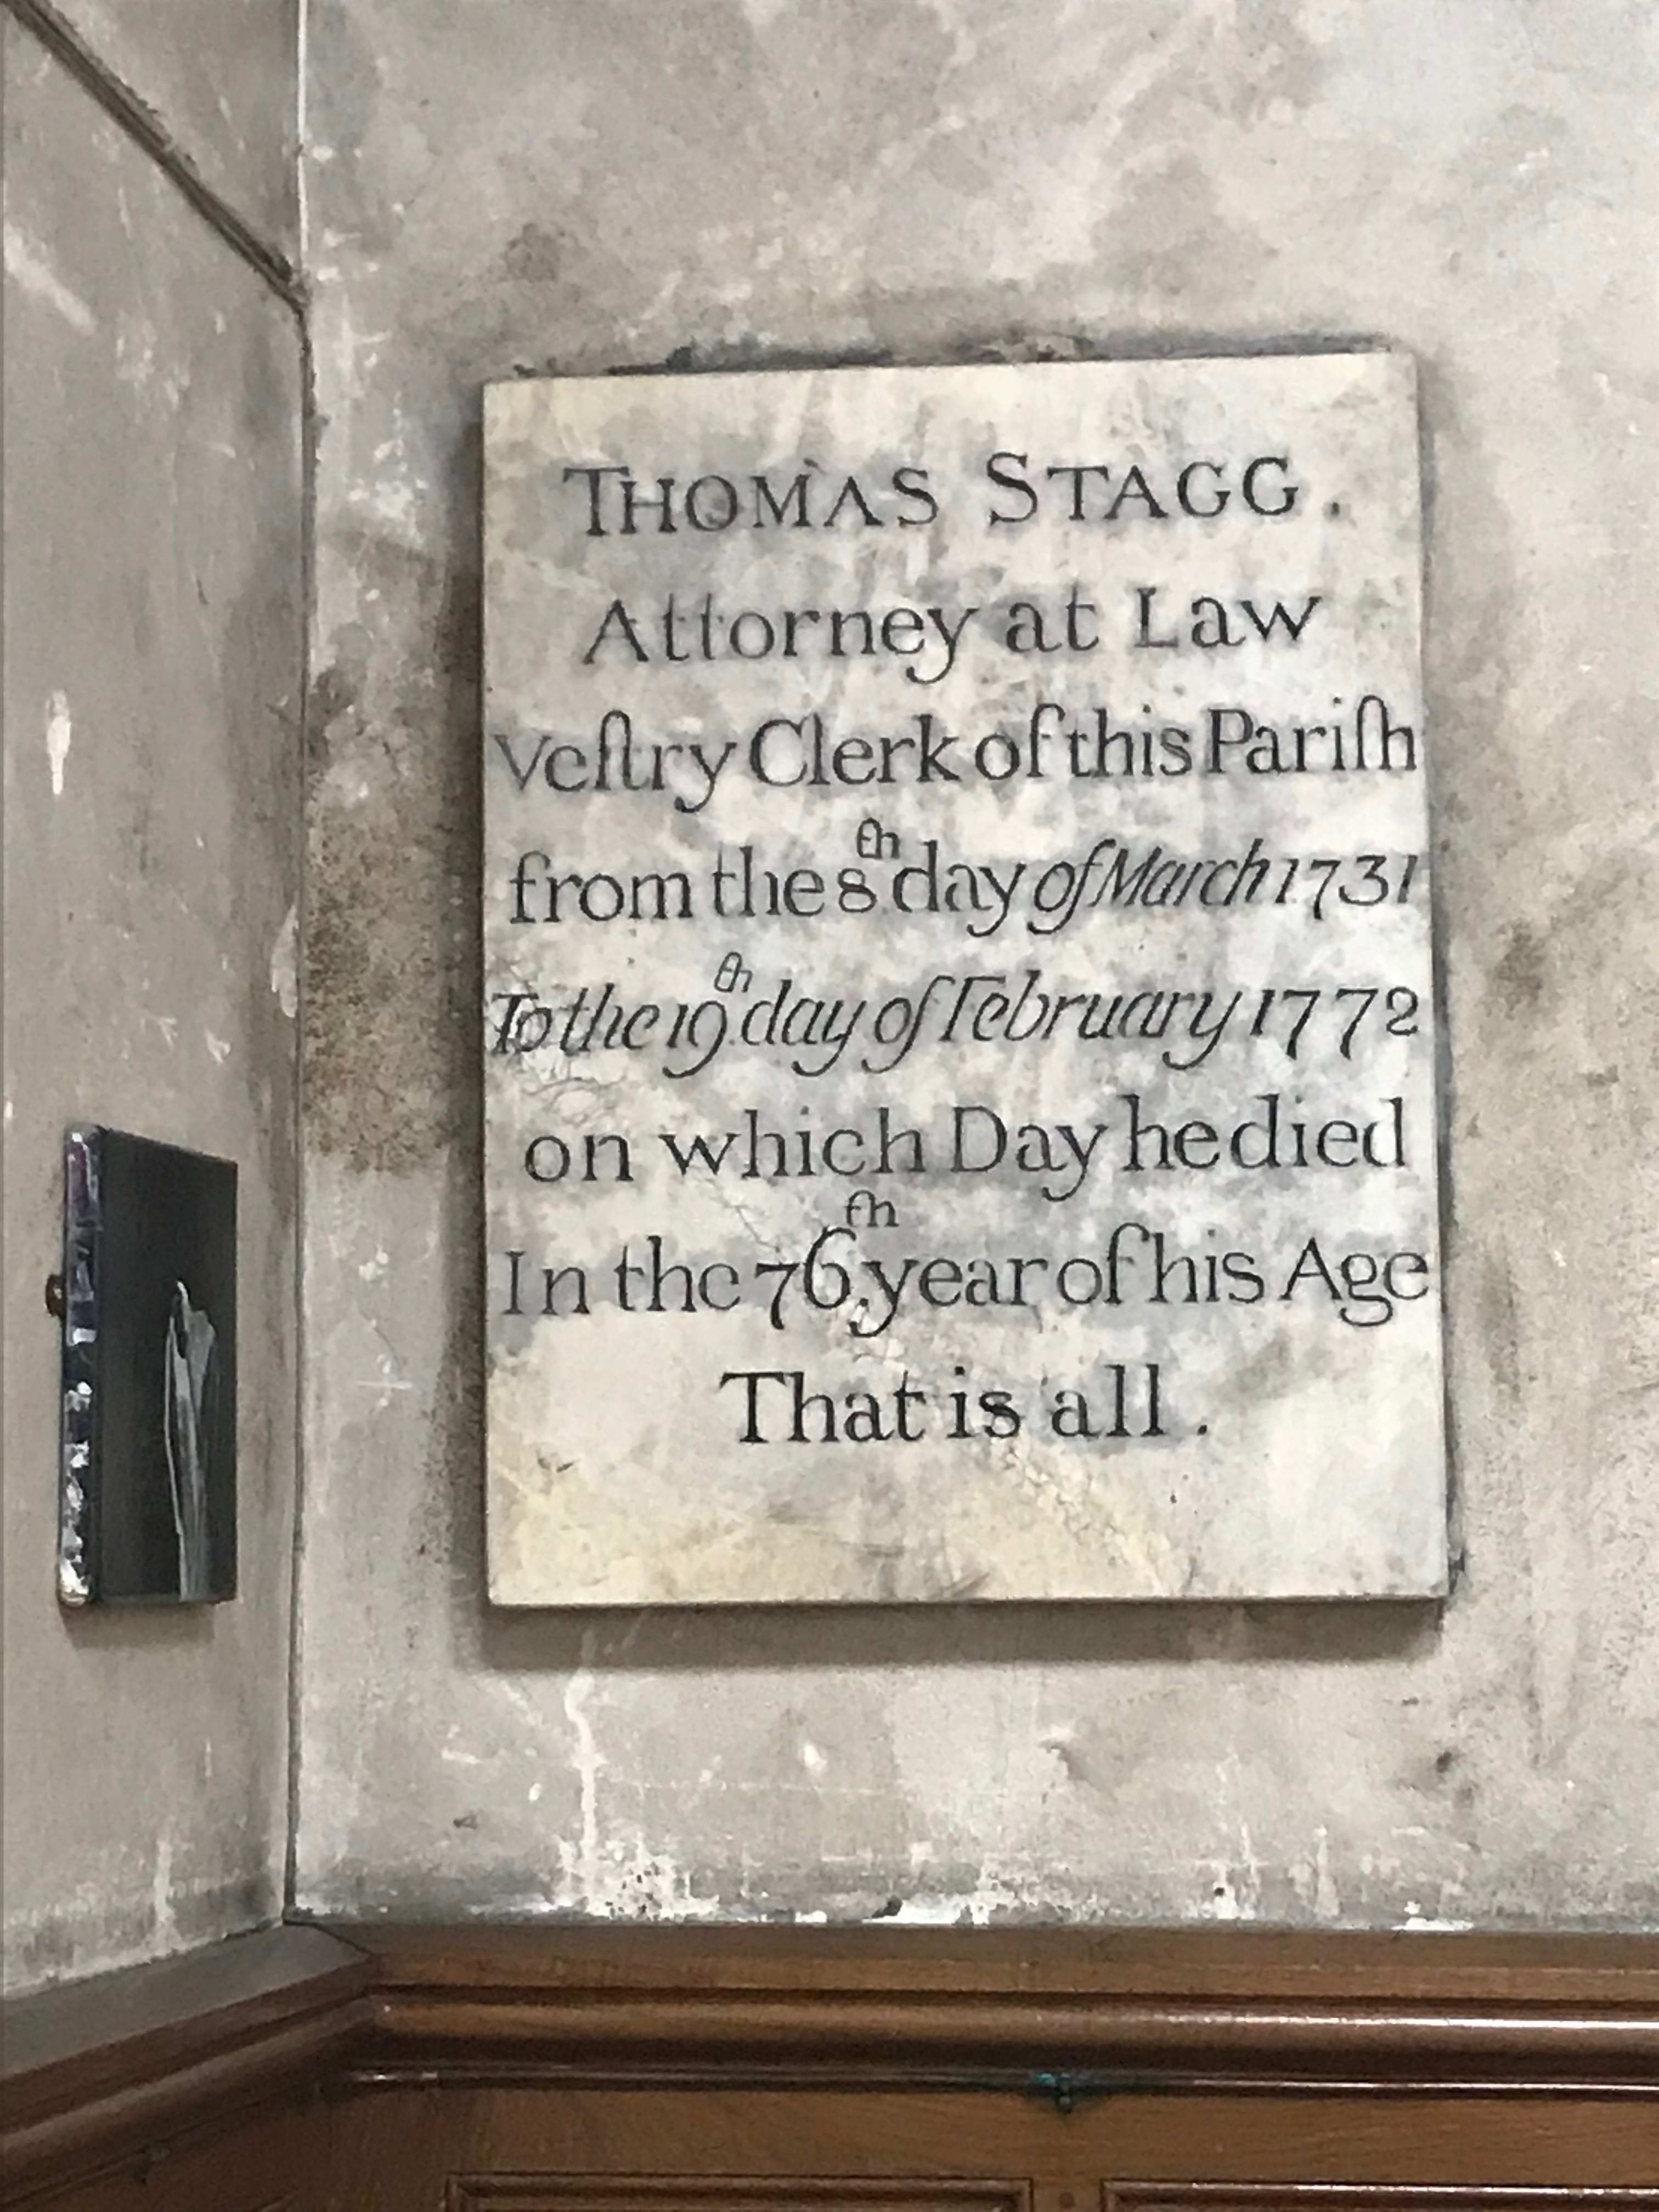 THOMAS STAGG.
Attorney at Law
Veſtry Clerk of this Pariſh
from the 8th day of March 1731
To the 19th day of February 1772
on which Day he died
In the 76th year of his Age
That is all.